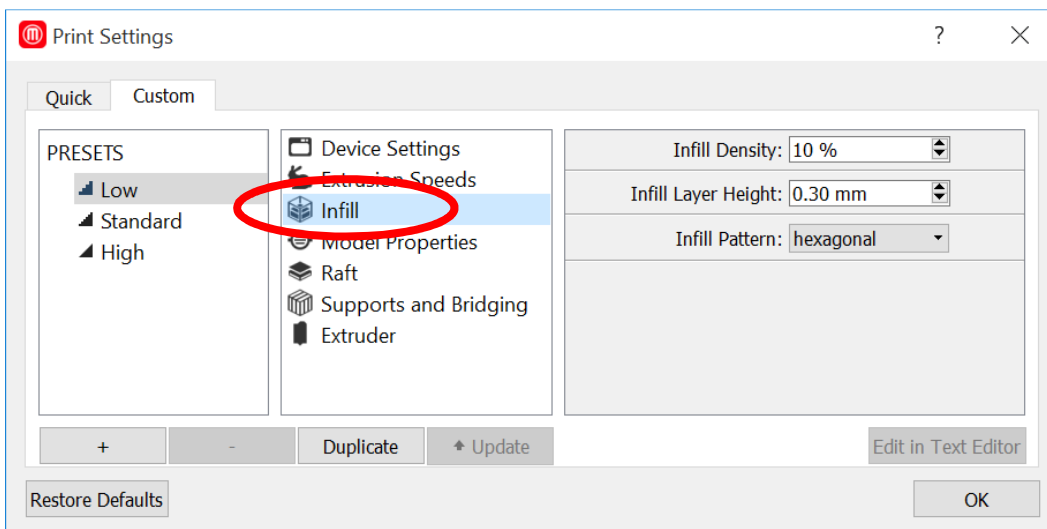 Print Settings
?
Quick Custom
PRESETS
Low
Standard
High
Device Settings
Extrusion Speeds
Infill
Model Properties
Raft
Supports and Bridging
Extruder
Infill Density: 10 %
Infill Layer Height: 0.30 mm
Infill Pattern: hexagonal
+ - Duplicate Update Edit in Text Editor
Restore Defaults OK